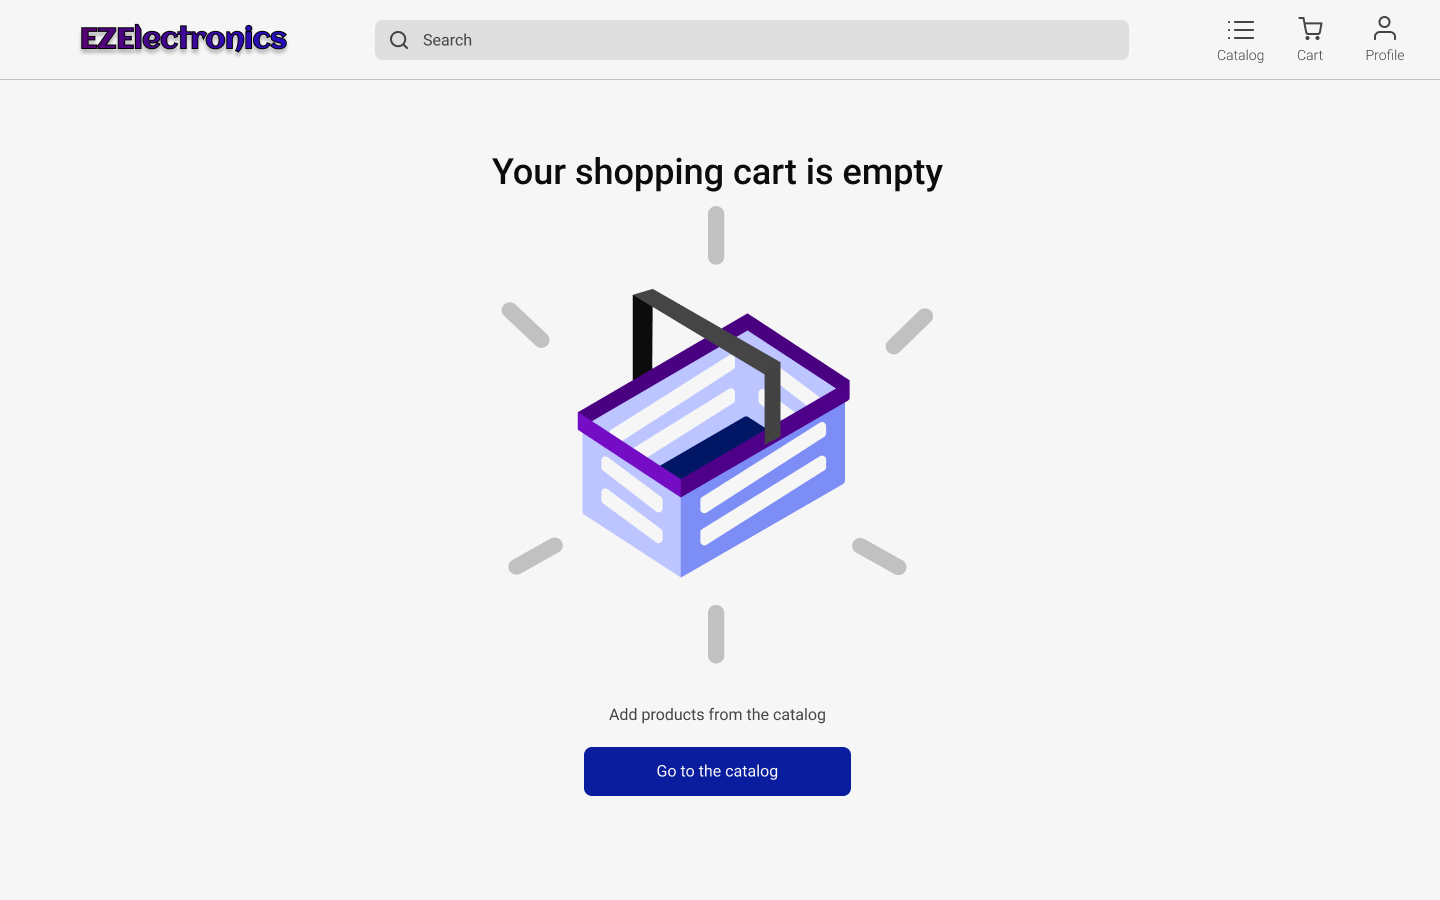 EZElectronics
Search
Catalog
Cart
Profile
Your shopping cart is empty
Add products from the catalog
Go to the catalog